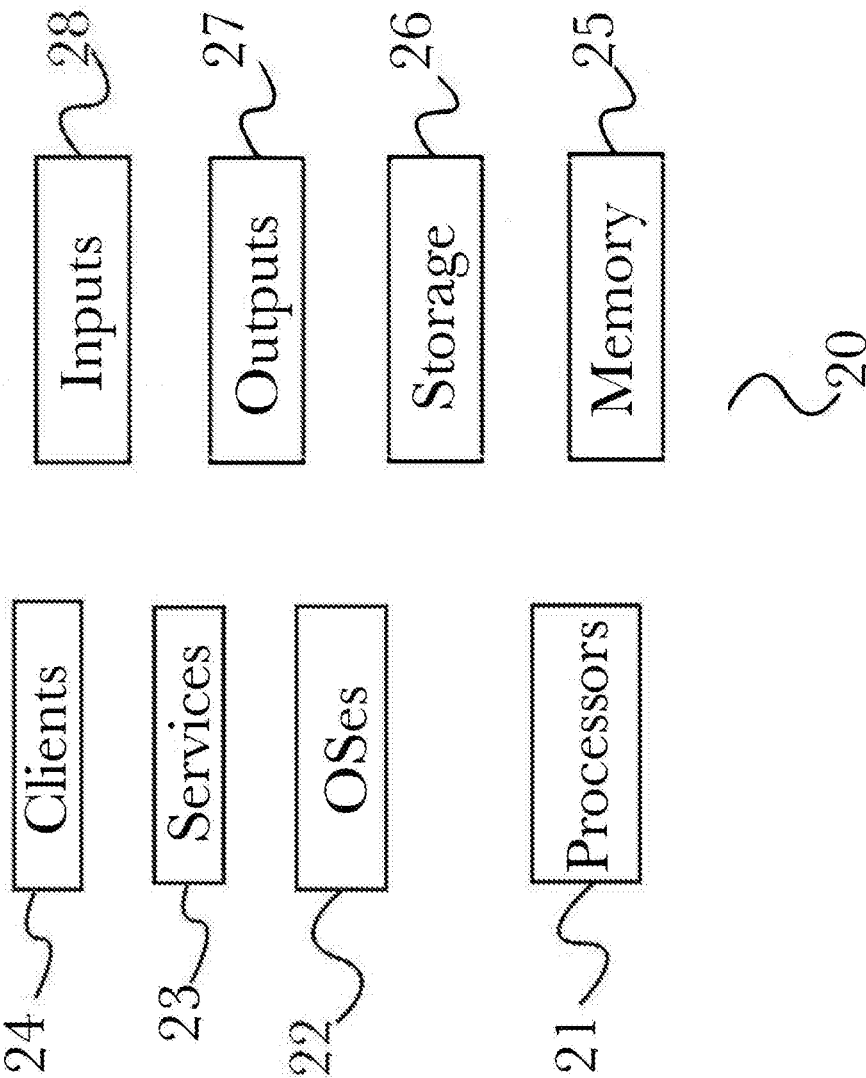 24 Clients Inputs 28
23 Services Outputs 27
22 OSes Storage 26
21 Processors Memory 25
20